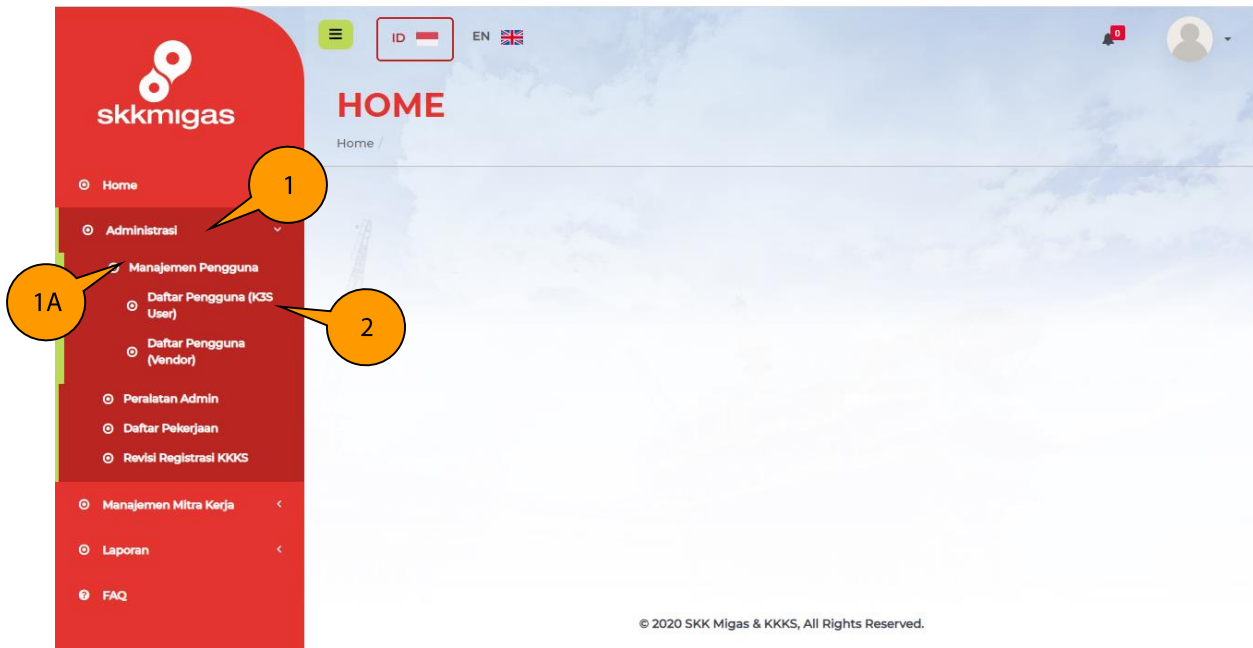 ID
EN
0
skkmigas
HOME
Home /
Home
1
Administrasi
Manajemen Pengguna
1A
Daftar Pengguna (K3S
User)
2
Daftar Pengguna
(Vendor)
Peralatan Admin
Daftar Pekerjaan
Revisi Registrasi KKKS
Manajemen Mitra Kerja
Laporan
FAQ
© 2020 SKK Migas & KKKS, All Rights Reserved.